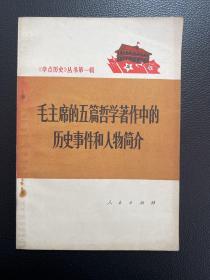 《学点历史》丛书第一辑
毛主席的五篇哲学著作中的
历史事件和人物简介
人民出版社